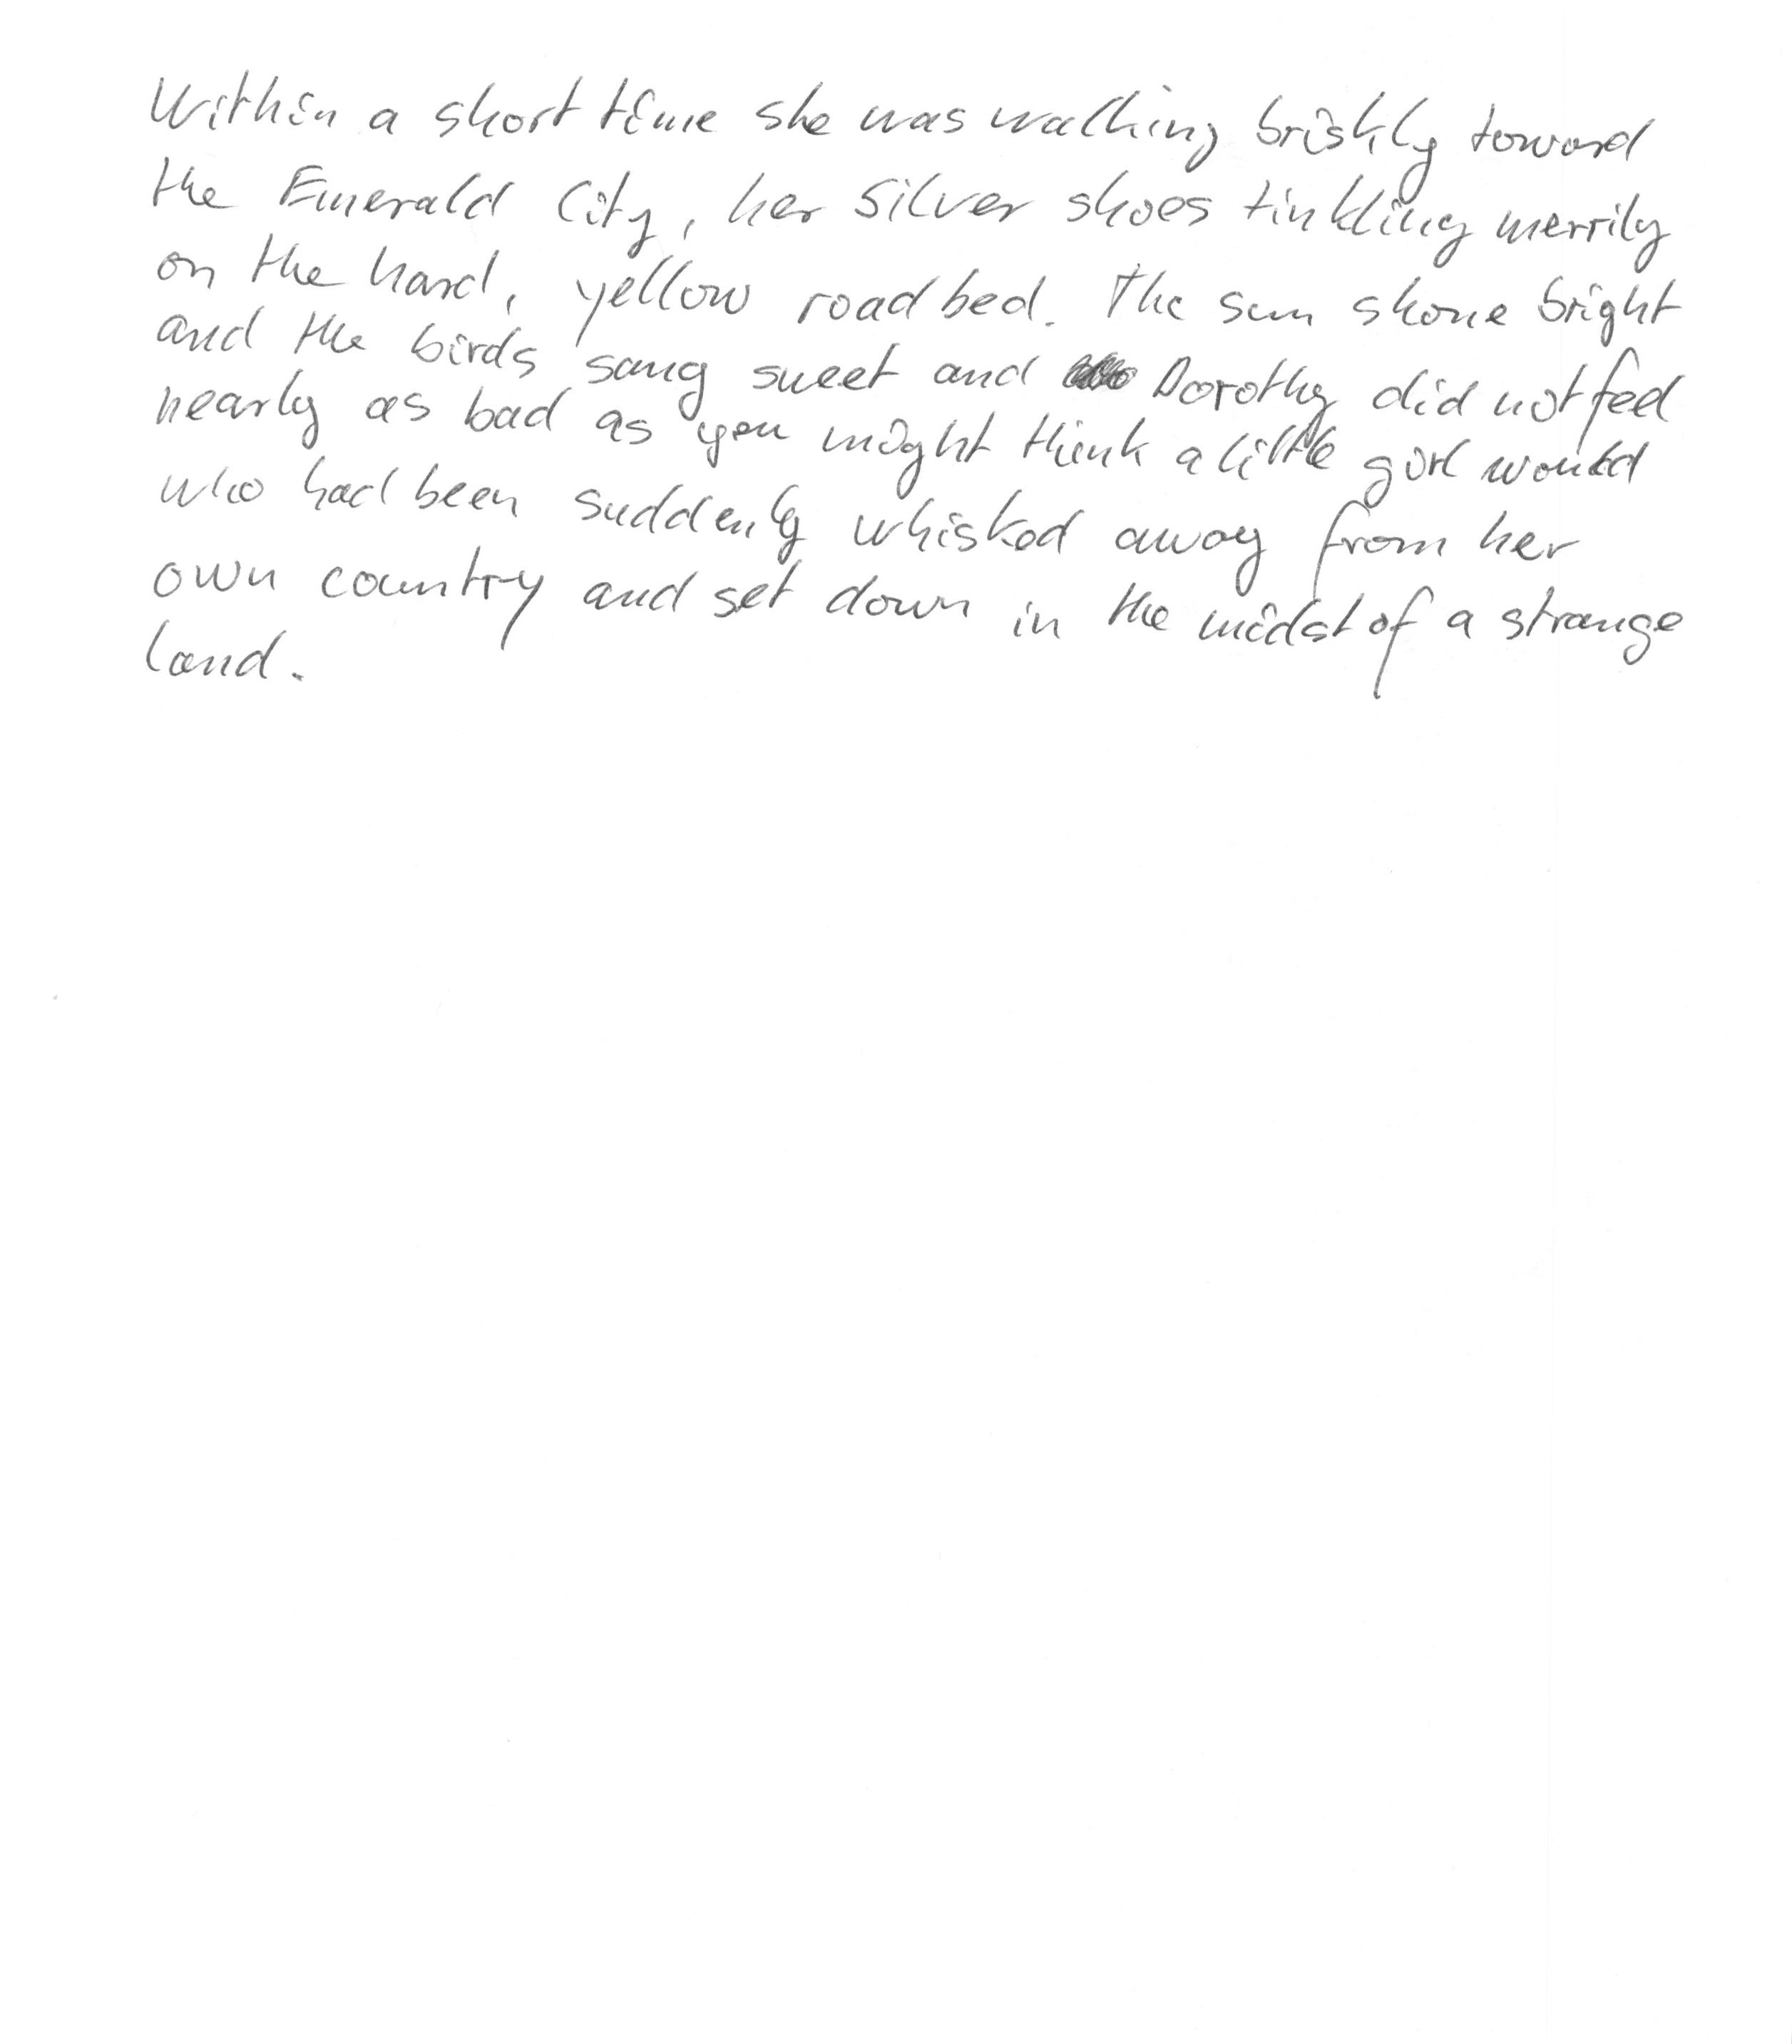 Within a short time she was walking briskly toward
the Emerald City, her Silver shoes tinkling merrily
on the hard, yellow roadbed. The sun shone bright
and the birds sang sweet and Dorothy did not feel
nearly as bad as you might think a little girl would
who had been suddenly whisked away from her
own country and set down in the midst of a strange
land.